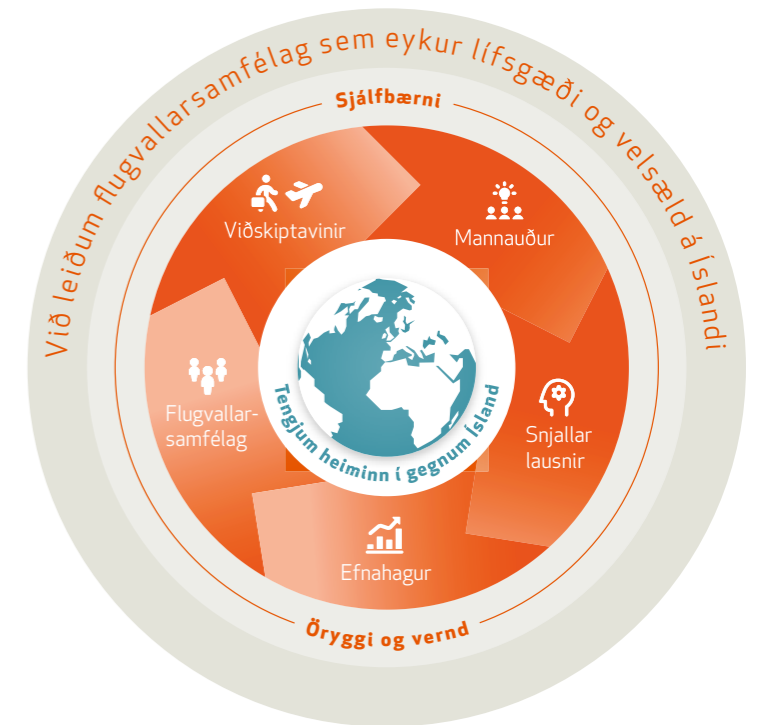 Við leiðum flugvallarsamfélag sem eykur lífsgæði og velsæld á Íslandi
Sjálfbærni
Viðskiptavinir
Mannauður
Snjallar
lausnir
Efnahagur
Flugvallar-
samfélag
Tengjum heiminn í gegnum Ísland
Öryggi og vernd